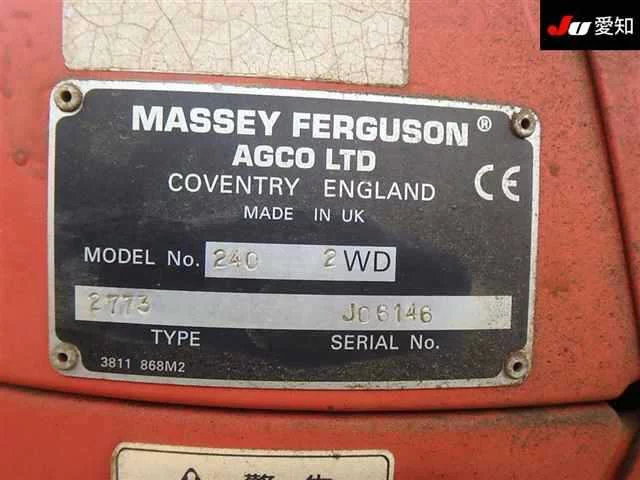 JU 愛知
MASSEY FERGUSON®
AGCO LTD
COVENTRY ENGLAND
CE
MADE IN UK
MODEL No. 240 2WD
2773 J06146
TYPE SERIAL No.
3811 868M2